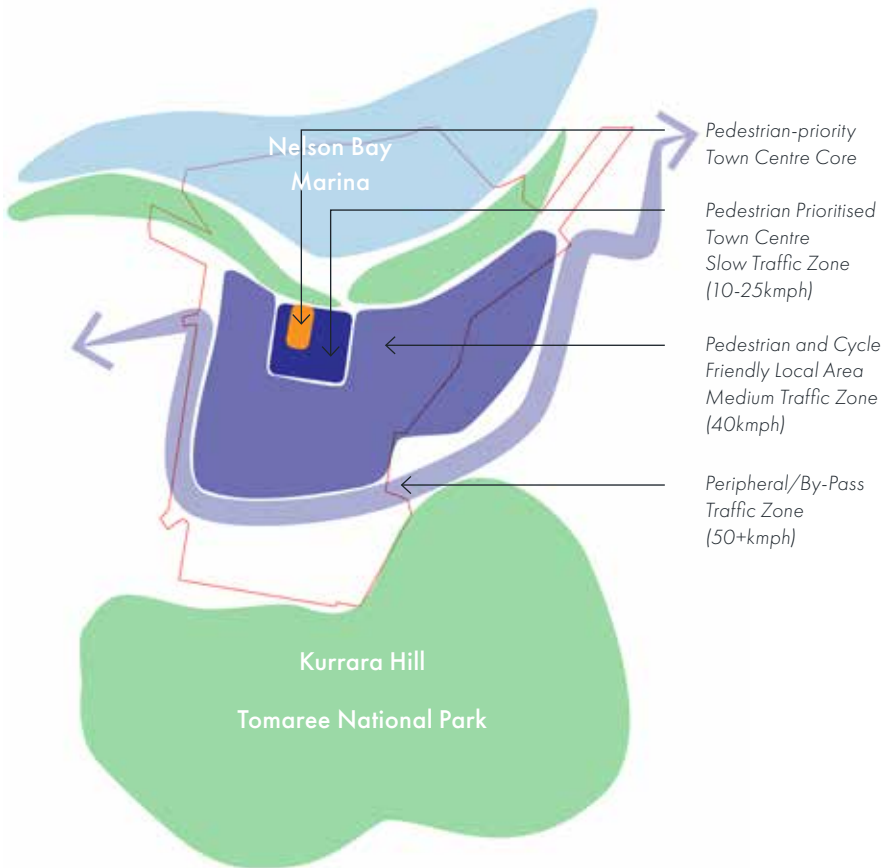 Nelson Bay
Marina
Pedestrian-priority
Town Centre Core
Pedestrian Prioritised
Town Centre
Slow Traffic Zone
(10-25kmph)
Pedestrian and Cycle
Friendly Local Area
Medium Traffic Zone
(40kmph)
Peripheral/By-Pass
Traffic Zone
(50+kmph)
Kurrara Hill
Tomaree National Park